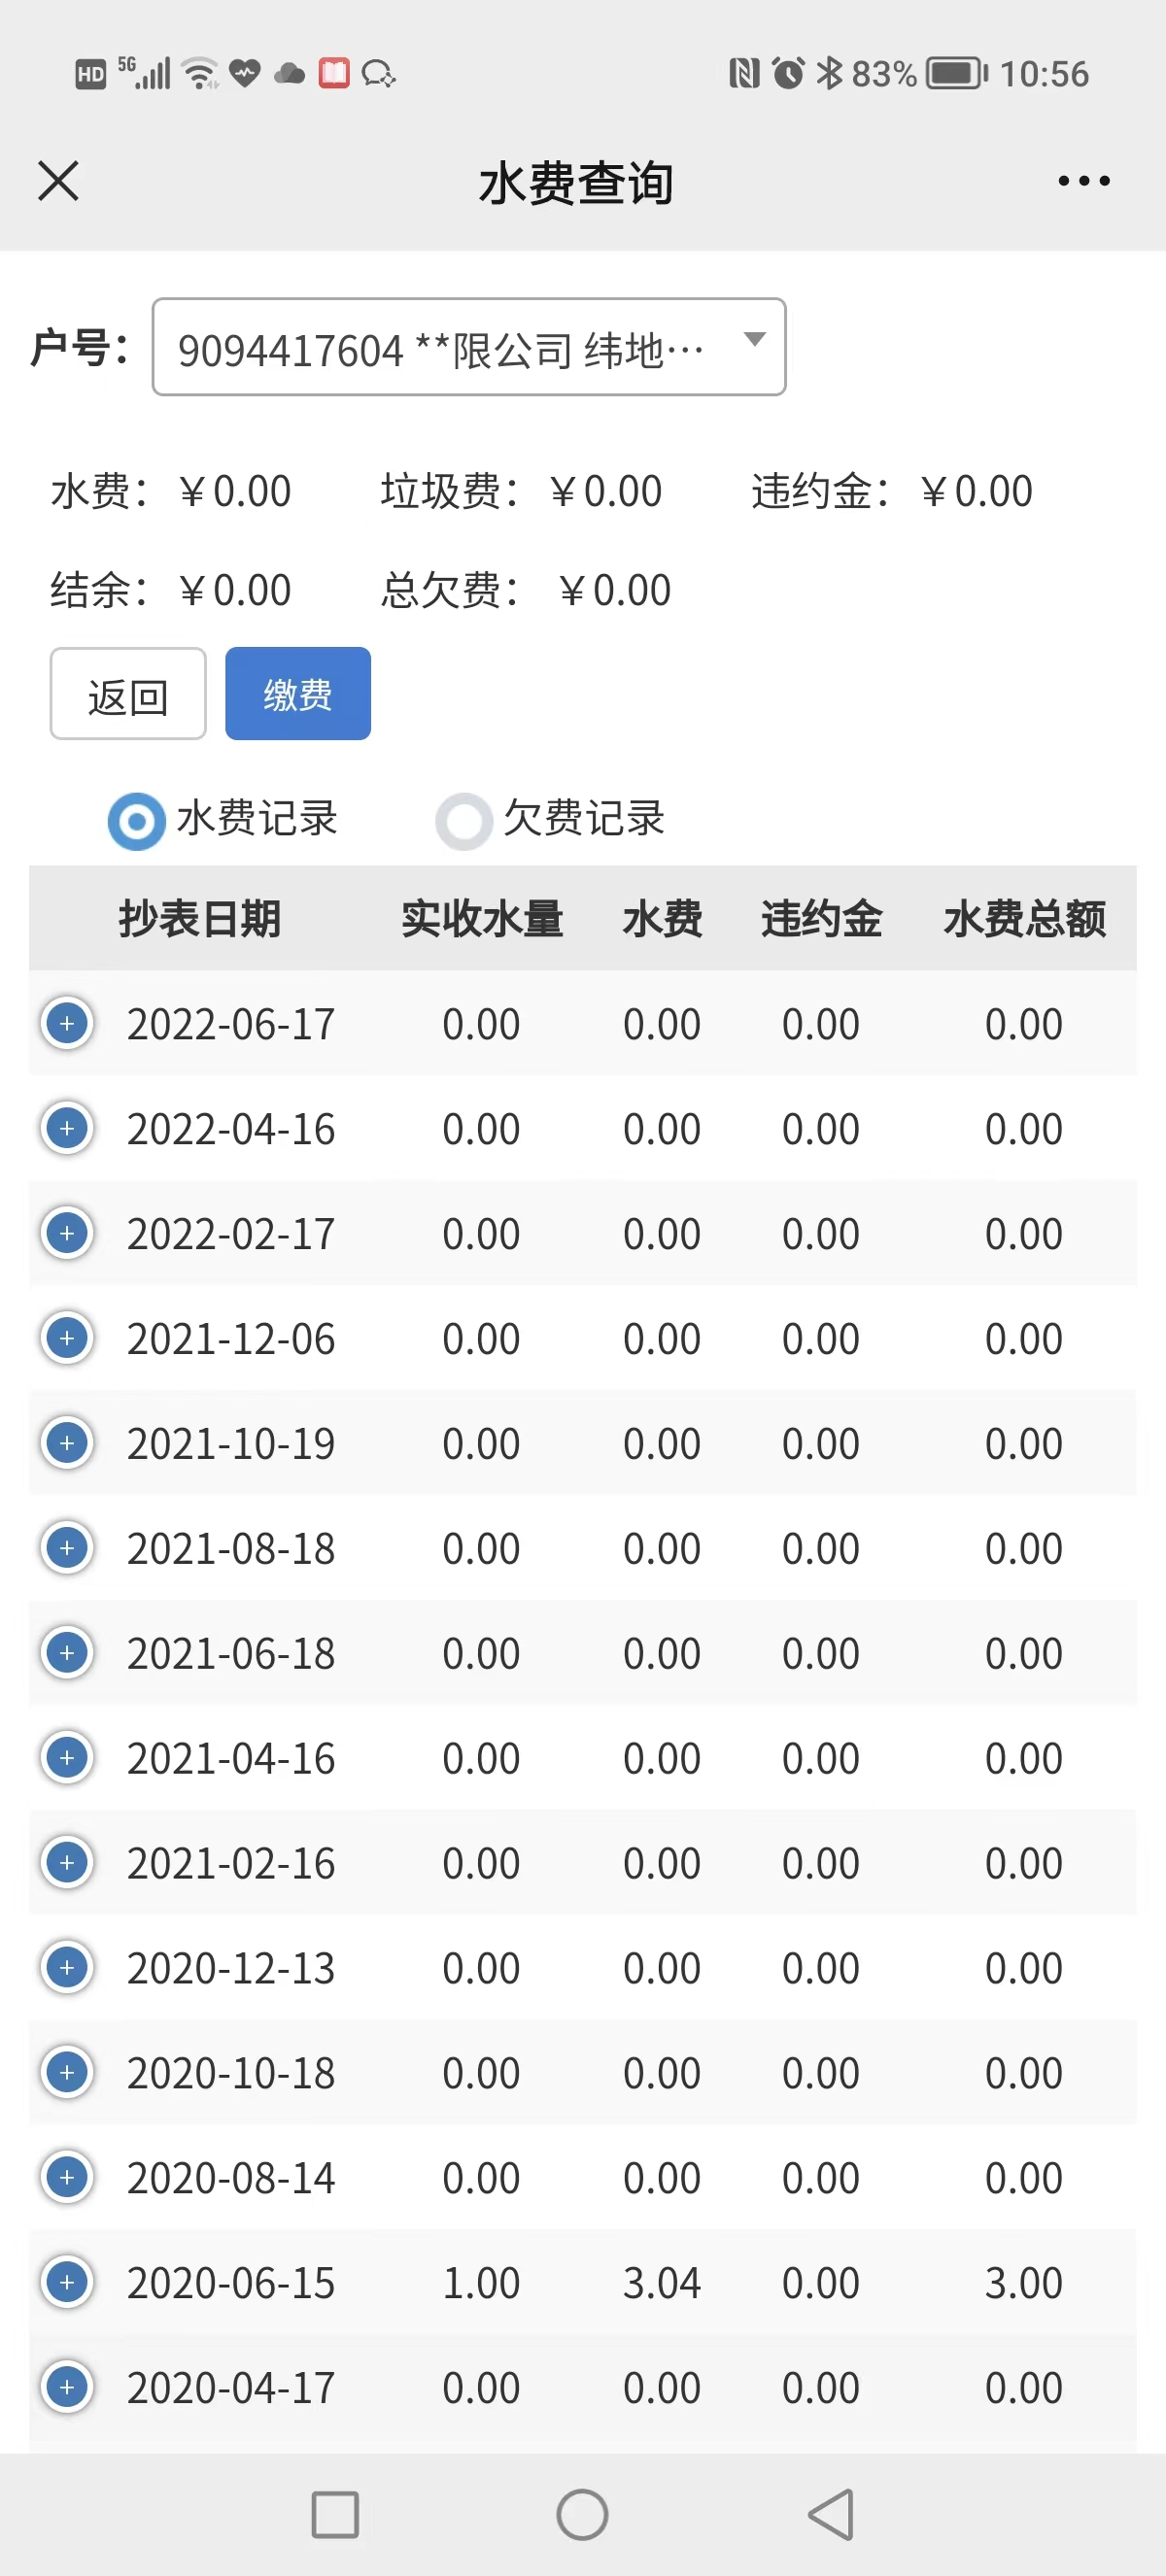 HD 5G 83% 10:56
水费查询
户号： 9094417604 **限公司 纬地…
水费：￥0.00 垃圾费：￥0.00 违约金：￥0.00
结余：￥0.00 总欠费： ￥0.00
返回 缴费
水费记录 欠费记录
抄表日期 实收水量 水费 违约金 水费总额
2022-06-17 0.00 0.00 0.00 0.00
2022-04-16 0.00 0.00 0.00 0.00
2022-02-17 0.00 0.00 0.00 0.00
2021-12-06 0.00 0.00 0.00 0.00
2021-10-19 0.00 0.00 0.00 0.00
2021-08-18 0.00 0.00 0.00 0.00
2021-06-18 0.00 0.00 0.00 0.00
2021-04-16 0.00 0.00 0.00 0.00
2021-02-16 0.00 0.00 0.00 0.00
2020-12-13 0.00 0.00 0.00 0.00
2020-10-18 0.00 0.00 0.00 0.00
2020-08-14 0.00 0.00 0.00 0.00
2020-06-15 1.00 3.04 0.00 3.00
2020-04-17 0.00 0.00 0.00 0.00